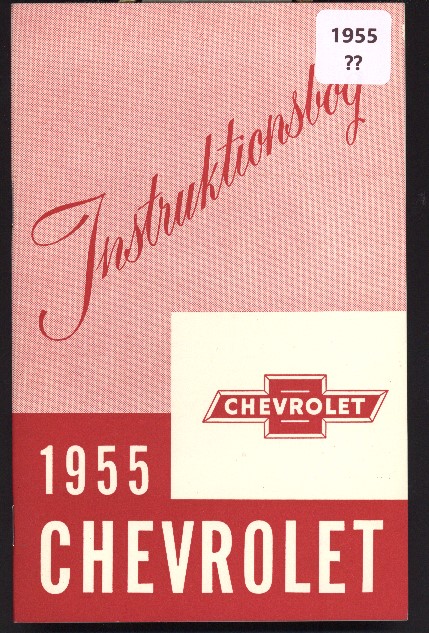 1955
??
Instruktionsbog
CHEVROLET
1955
CHEVROLET